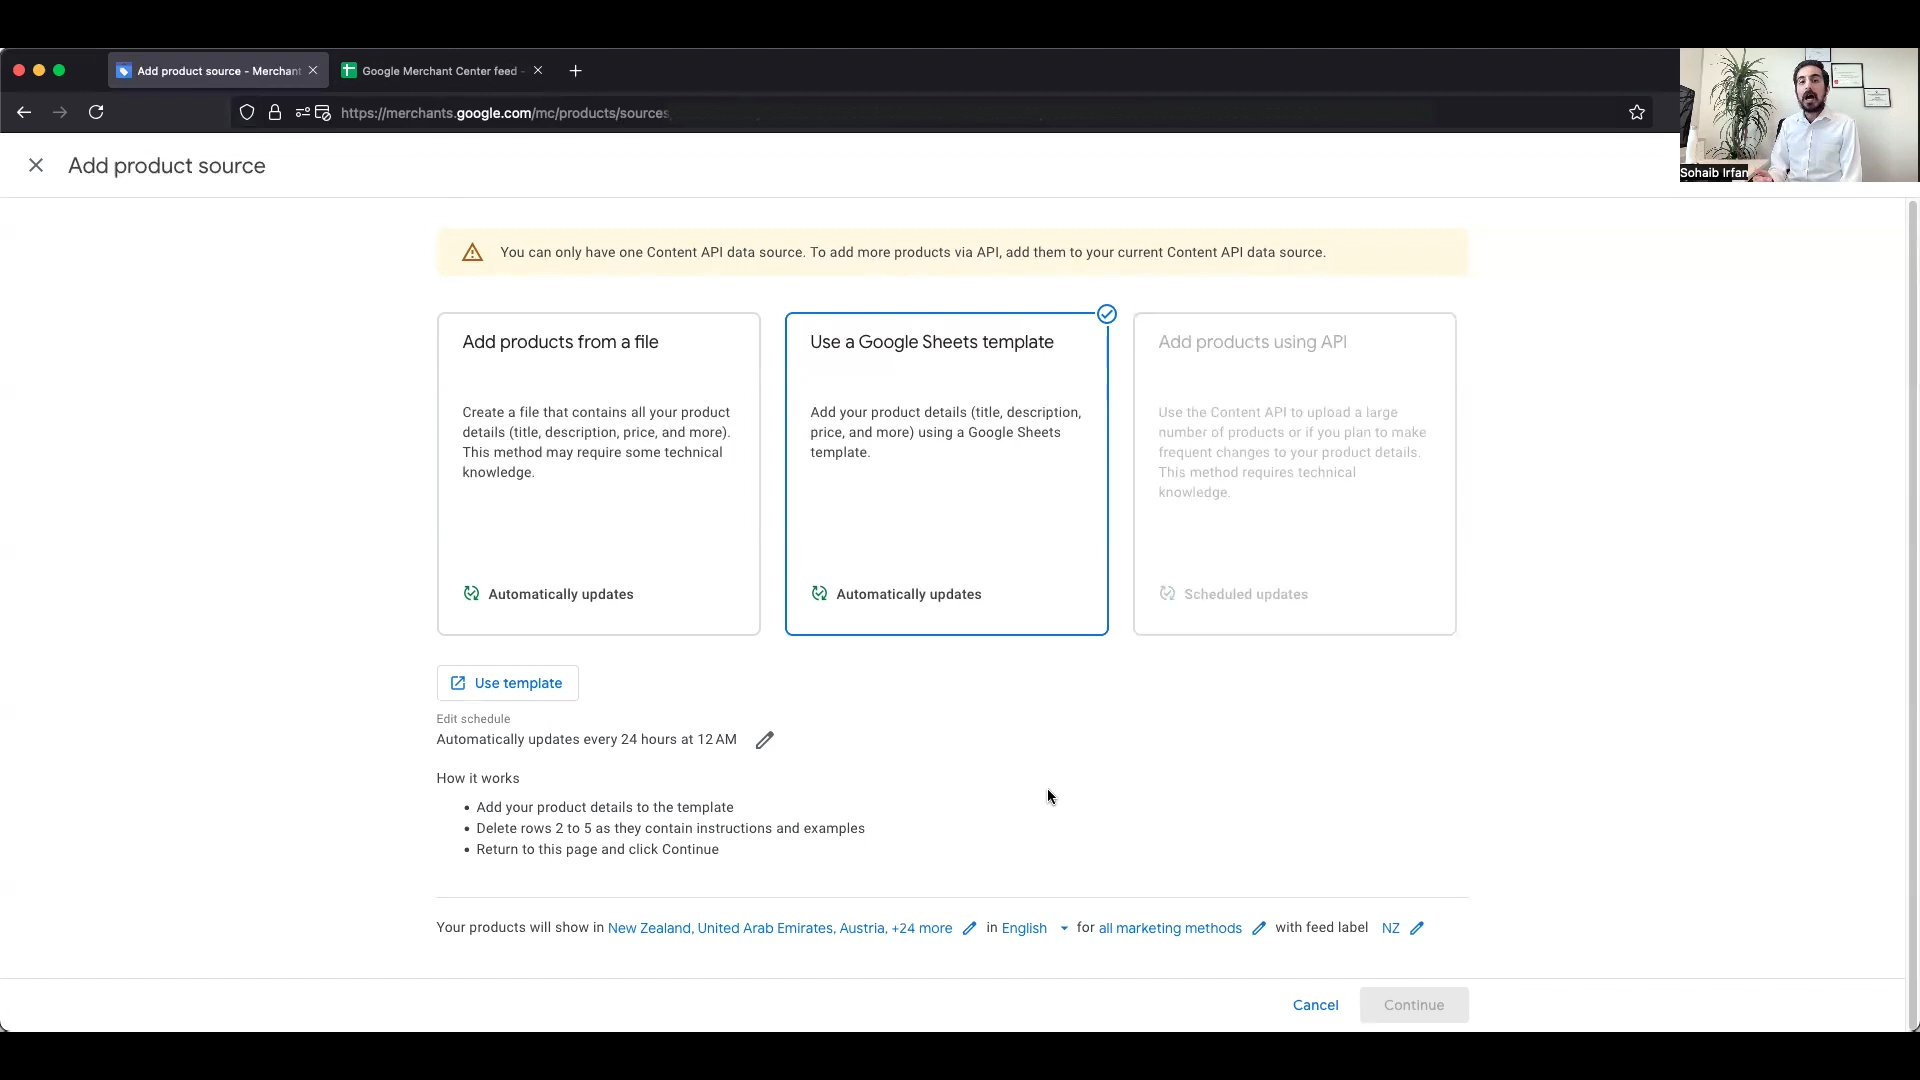 Add product source - Merchant
Google Merchant Center feed -
https://merchants.google.com/mc/products/sources
Sohaib Irfan
Add product source
You can only have one Content API data source. To add more products via API, add them to your current Content API data source.
Add products from a file
Create a file that contains all your product
details (title, description, price, and more).
This method may require some technical
knowledge.
Automatically updates
Use a Google Sheets template
Add your product details (title, description,
price, and more) using a Google Sheets
template.
Automatically updates
Add products using API
Use the Content API to upload a large
number of products or if you plan to make
frequent changes to your product details.
This method requires technical
knowledge.
Scheduled updates
Use template
Edit schedule
Automatically updates every 24 hours at 12 AM
How it works
• Add your product details to the template
• Delete rows 2 to 5 as they contain instructions and examples
• Return to this page and click Continue
Your products will show in New Zealand, United Arab Emirates, Austria, +24 more in English for all marketing methods with feed label NZ
Cancel
Continue